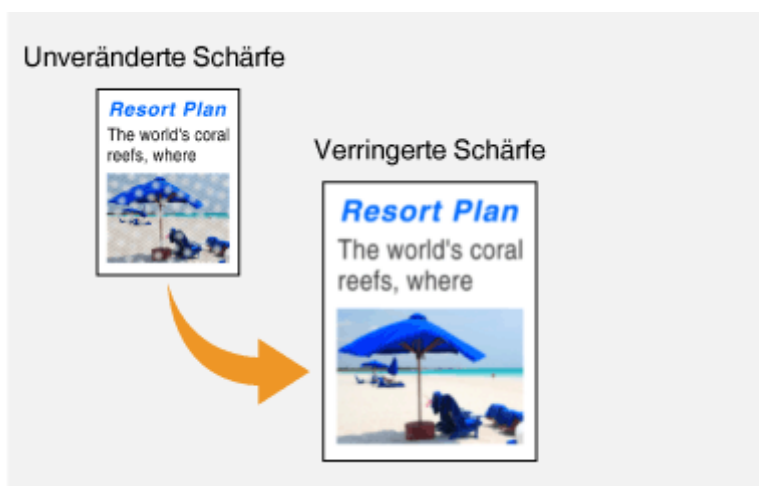 Unveränderte Schärfe
Resort Plan
The world's coral
reefs, where
Verringerte Schärfe
Resort Plan
The world's coral
reefs, where